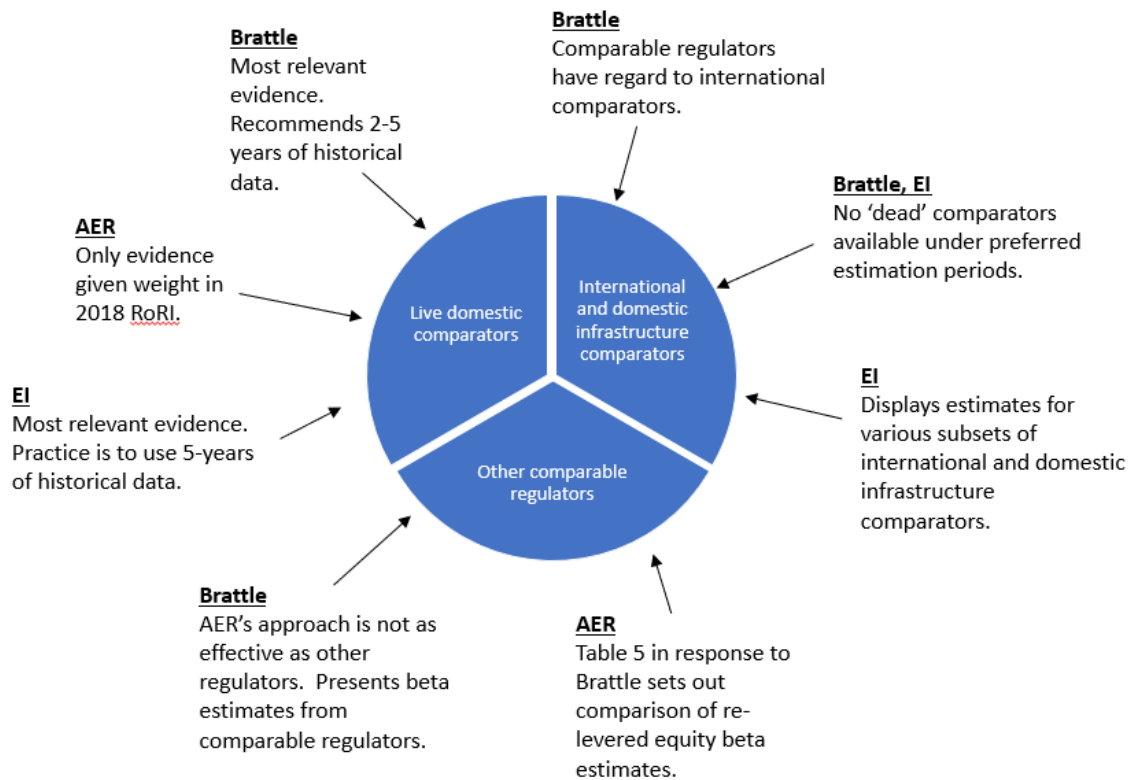 Brattle
Most relevant
evidence.
Recommends 2-5
years of historical
data.
Brattle
Comparable regulators
have regard to international
comparators.
Brattle, EI
No ‘dead’ comparators
available under preferred
estimation periods.
AER
Only evidence
given weight in
2018 RoRI.
Live domestic
comparators
International
and domestic
infrastructure
comparators
EI
Most relevant evidence.
Practice is to use 5-years
of historical data.
EI
Displays estimates for
various subsets of
international and domestic
infrastructure
comparators.
Other comparable
regulators
Brattle
AER’s approach is not as
effective as other
regulators.  Presents beta
estimates from
comparable regulators.
AER
Table 5 in response to
Brattle sets out
comparison of re-
levered equity beta
estimates.